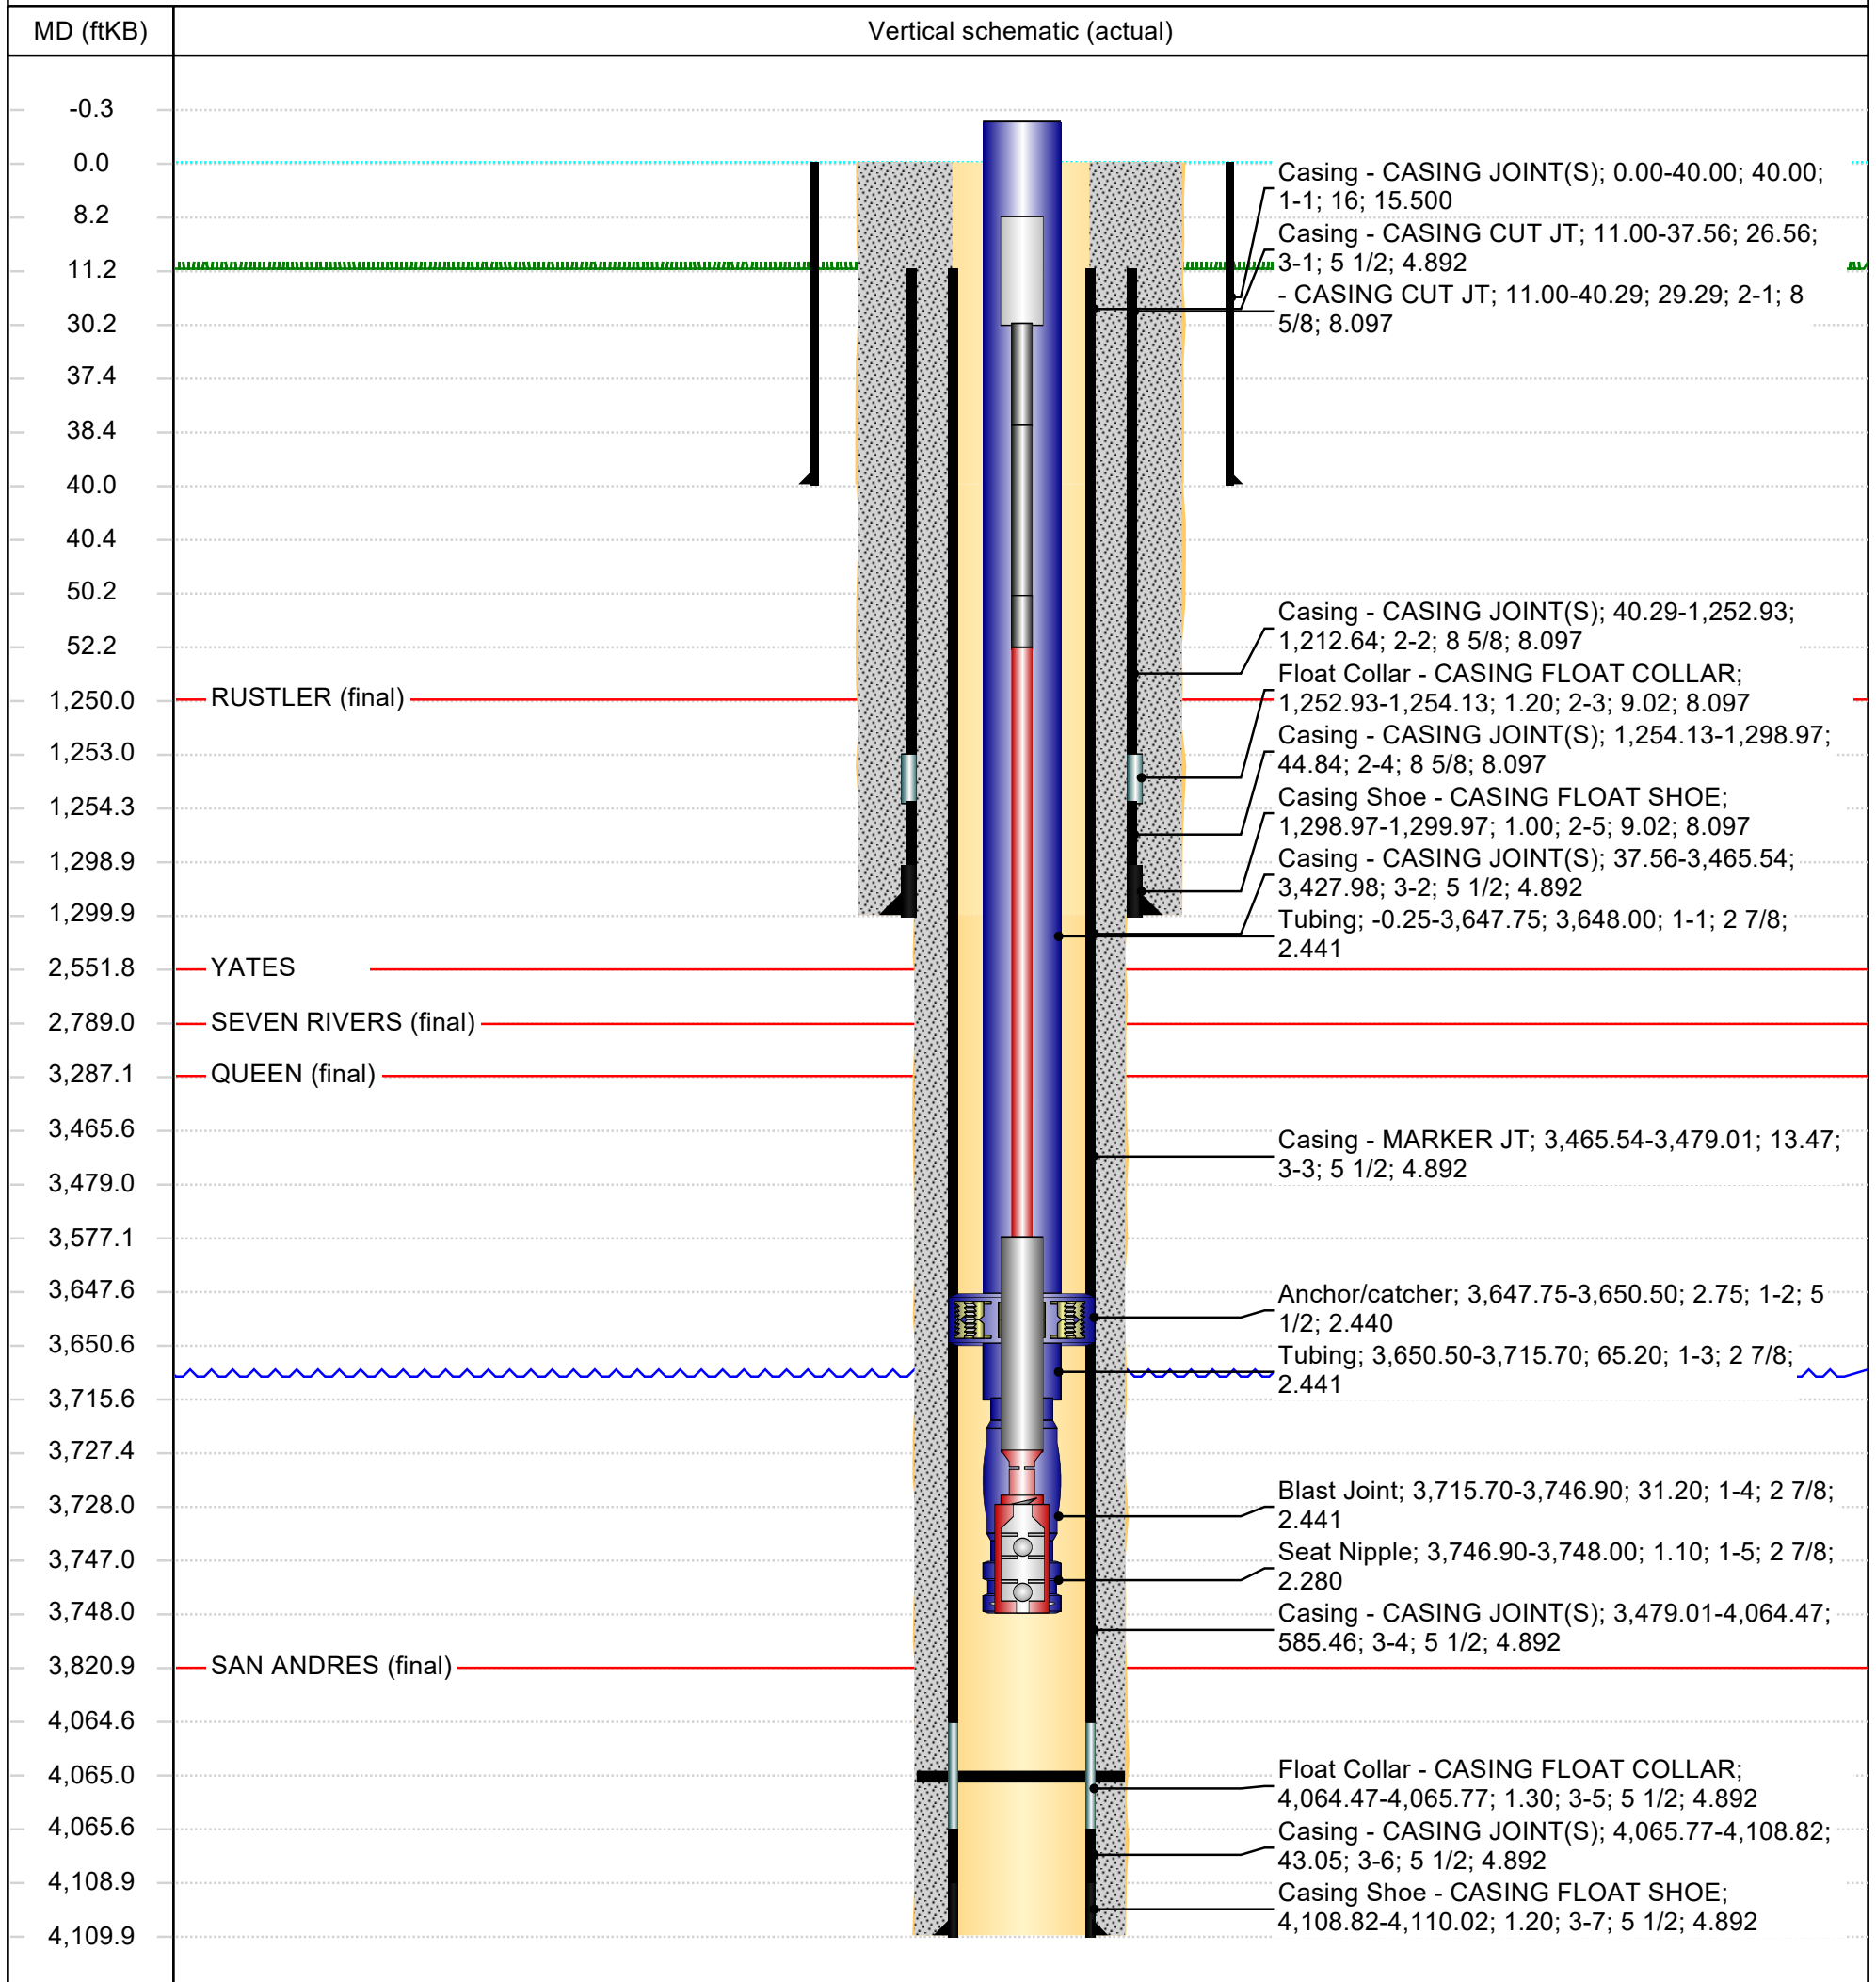 MD (ftKB)
Vertical schematic (actual)
-0.3
0.0
8.2
11.2
30.2
37.4
38.4
40.0
40.4
50.2
52.2
1,250.0
1,253.0
1,254.3
1,298.9
1,299.9
2,551.8
2,789.0
3,287.1
3,465.6
3,479.0
3,577.1
3,647.6
3,650.6
3,715.6
3,727.4
3,728.0
3,747.0
3,748.0
3,820.9
4,064.6
4,065.0
4,065.6
4,108.9
4,109.9
RUSTLER (final)
YATES
SEVEN RIVERS (final)
QUEEN (final)
SAN ANDRES (final)
Casing - CASING JOINT(S); 0.00-40.00; 40.00;
1-1; 16; 15.500
Casing - CASING CUT JT; 11.00-37.56; 26.56;
3-1; 5 1/2; 4.892
- CASING CUT JT; 11.00-40.29; 29.29; 2-1; 8
5/8; 8.097
Casing - CASING JOINT(S); 40.29-1,252.93;
1,212.64; 2-2; 8 5/8; 8.097
Float Collar - CASING FLOAT COLLAR;
1,252.93-1,254.13; 1.20; 2-3; 9.02; 8.097
Casing - CASING JOINT(S); 1,254.13-1,298.97;
44.84; 2-4; 8 5/8; 8.097
Casing Shoe - CASING FLOAT SHOE;
1,298.97-1,299.97; 1.00; 2-5; 9.02; 8.097
Casing - CASING JOINT(S); 37.56-3,465.54;
3,427.98; 3-2; 5 1/2; 4.892
Tubing; -0.25-3,647.75; 3,648.00; 1-1; 2 7/8;
2.441
Casing - MARKER JT; 3,465.54-3,479.01; 13.47;
3-3; 5 1/2; 4.892
Anchor/catcher; 3,647.75-3,650.50; 2.75; 1-2; 5
1/2; 2.440
Tubing; 3,650.50-3,715.70; 65.20; 1-3; 2 7/8;
2.441
Blast Joint; 3,715.70-3,746.90; 31.20; 1-4; 2 7/8;
2.441
Seat Nipple; 3,746.90-3,748.00; 1.10; 1-5; 2 7/8;
2.280
Casing - CASING JOINT(S); 3,479.01-4,064.47;
585.46; 3-4; 5 1/2; 4.892
Float Collar - CASING FLOAT COLLAR;
4,064.47-4,065.77; 1.30; 3-5; 5 1/2; 4.892
Casing - CASING JOINT(S); 4,065.77-4,108.82;
43.05; 3-6; 5 1/2; 4.892
Casing Shoe - CASING FLOAT SHOE;
4,108.82-4,110.02; 1.20; 3-7; 5 1/2; 4.892